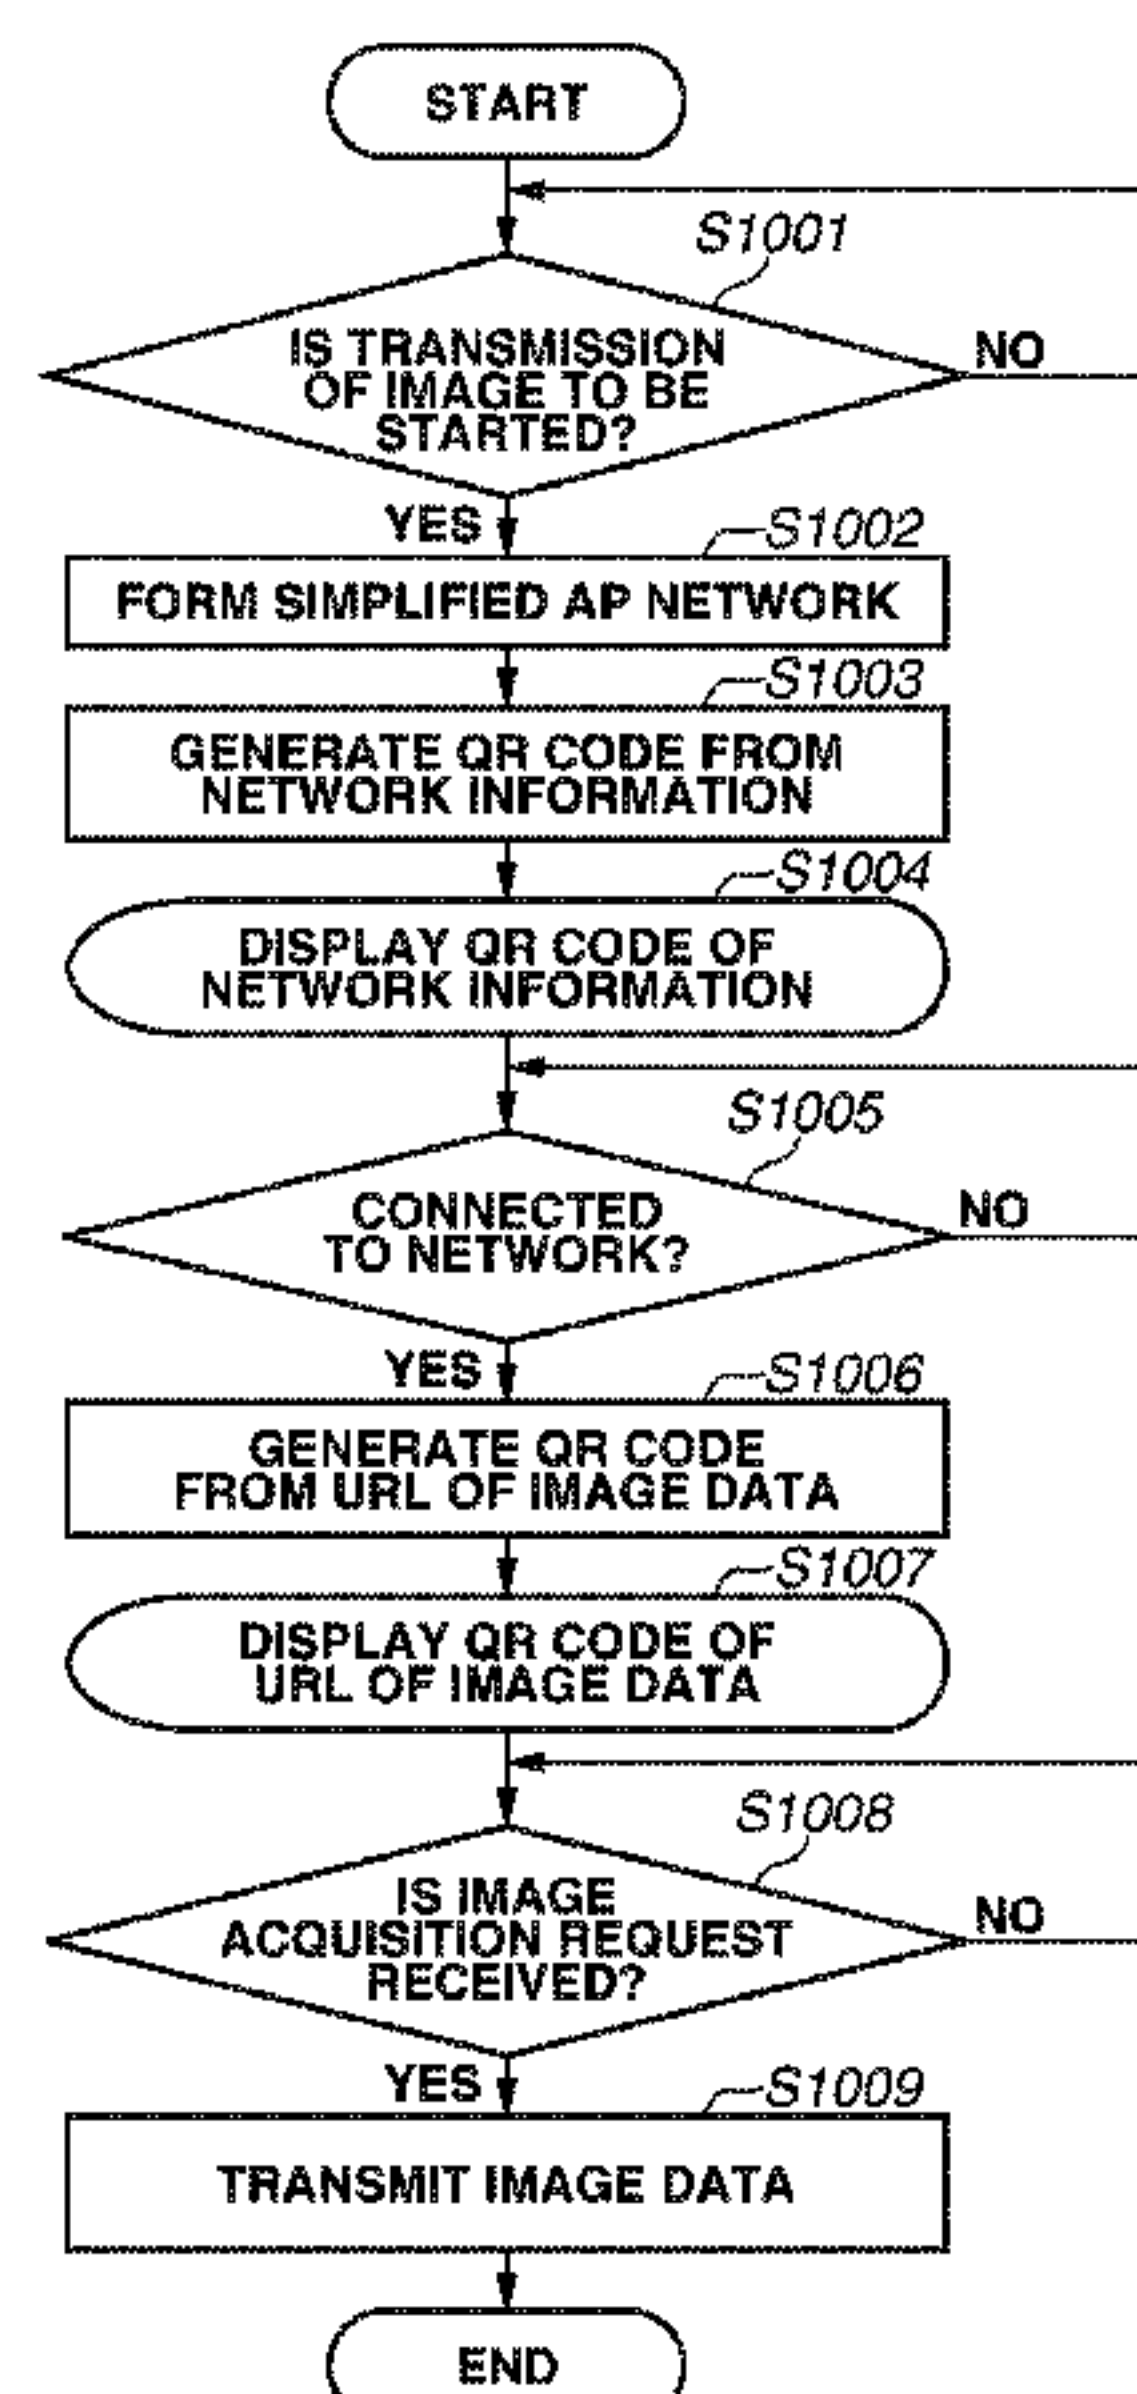 START
S1001
IS TRANSMISSION
OF IMAGE TO BE
STARTED?
NO
YES
S1002
FORM SIMPLIFIED AP NETWORK
S1003
GENERATE QR CODE FROM
NETWORK INFORMATION
S1004
DISPLAY QR CODE OF
NETWORK INFORMATION
S1005
CONNECTED
TO NETWORK?
NO
YES
S1006
GENERATE QR CODE
FROM URL OF IMAGE DATA
S1007
DISPLAY QR CODE OF
URL OF IMAGE DATA
S1008
IS IMAGE
ACQUISITION REQUEST
RECEIVED?
NO
YES
S1009
TRANSMIT IMAGE DATA
END